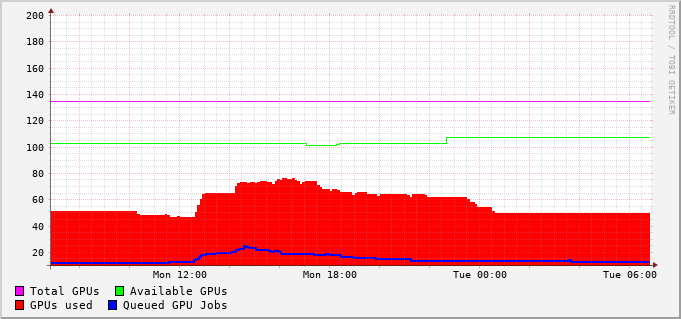 200
180
160
140
120
100
80
60
40
20
Mon 12:00 Mon 18:00 Tue 00:00 Tue 06:00
Total GPUs Available GPUs
GPUs used Queued GPU Jobs
RRDTOOL / TOBI OETIKER